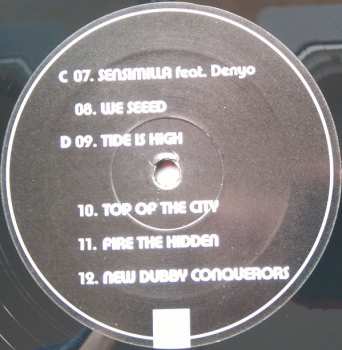 C 07. SENSIMILLA feat. Denyo
08. WE SEEED
D 09. TIDE IS HIGH
10. TOP OF THE CITY
11. FIRE THE HIDDEN
12. NEW DUBBY CONQUERORS